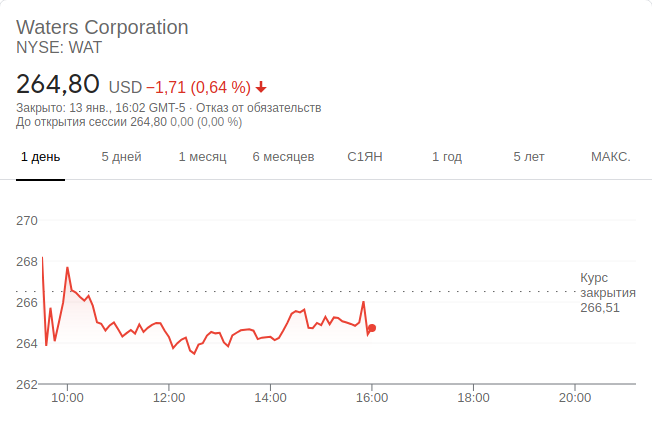 Waters Corporation
NYSE: WAT
264,80 USD −1,71 (0,64 %)
Закрыто: 13 янв., 16:02 GMT-5 · Отказ от обязательств
До открытия сессии 264,80 0,00 (0,00 %)
1 день 5 дней 1 месяц 6 месяцев С1ЯН 1 год 5 лет МАКС.
270
268
266
264
262
Курс
закрытия
266,51
10:00 12:00 14:00 16:00 18:00 20:00